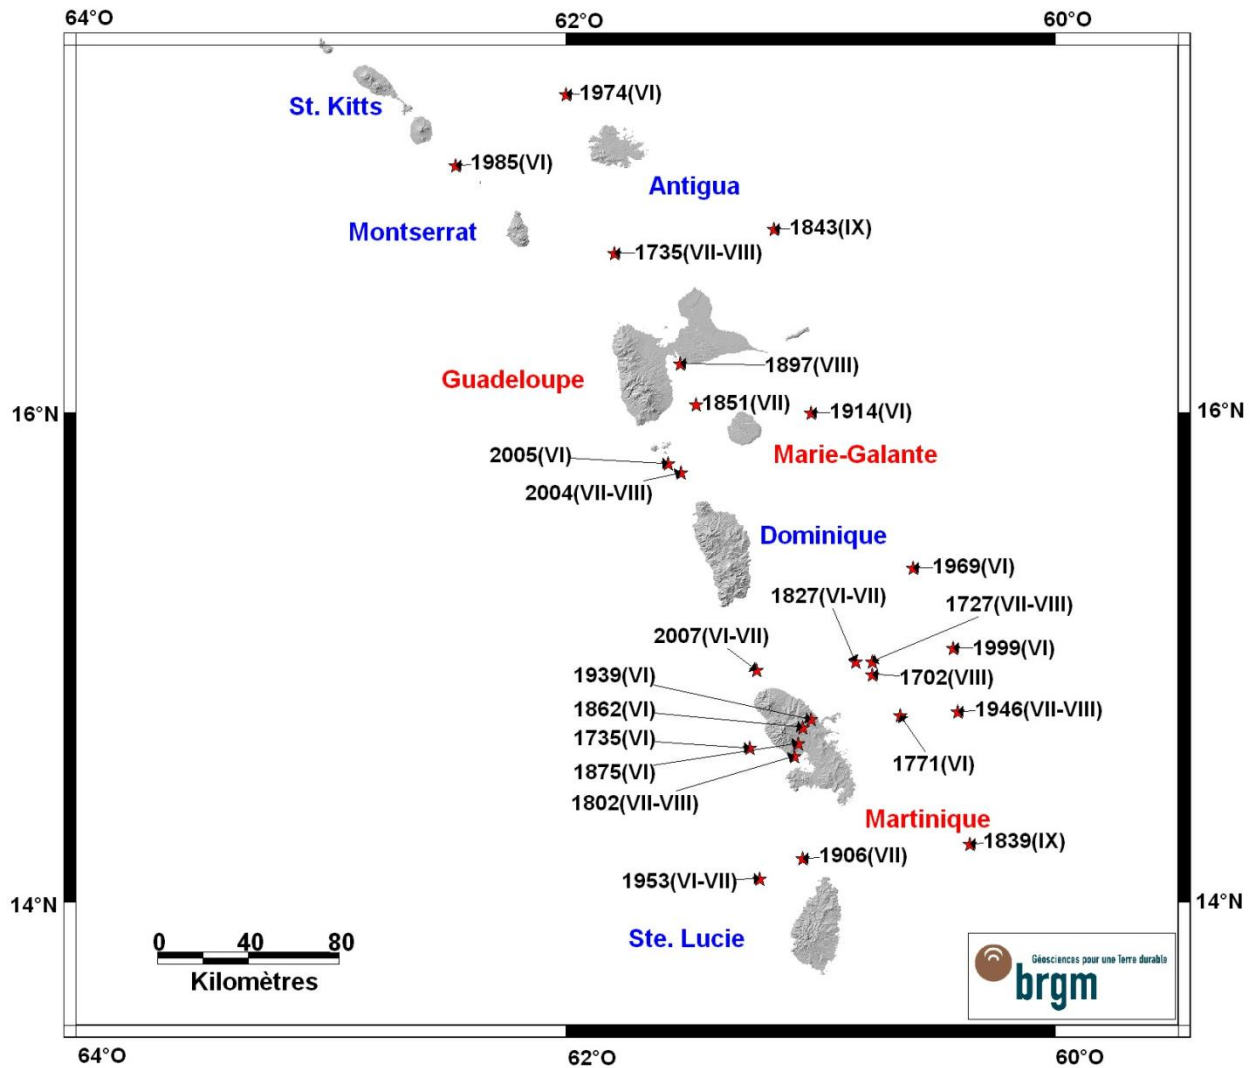 64°O
62°O
60°O
1974(VI)
St. Kitts
1985(VI)
Antigua
Montserrat
1843(IX)
1735(VII-VIII)
1897(VIII)
Guadeloupe
1851(VII)
1914(VI)
16°N
16°N
Marie-Galante
2005(VI)
2004(VII-VIII)
Dominique
1969(VI)
1827(VI-VII)
1727(VII-VIII)
2007(VI-VII)
1999(VI)
1939(VI)
1702(VIII)
1862(VI)
1946(VII-VIII)
1735(VI)
1771(VI)
1875(VI)
1802(VII-VIII)
Martinique
1839(IX)
1906(VII)
1953(VI-VII)
14°N
14°N
Ste. Lucie
0 40 80
Kilomètres
Géosciences pour une Terre durable
brgm
64°O
62°O
60°O